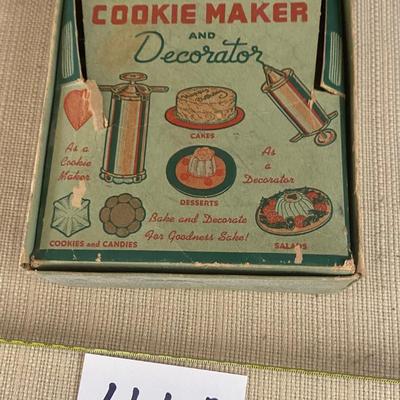 COOKIE MAKER
AND
Decorator
CAKES
As a
Cookie
Maker
As
a
Decorator
DESSERTS
Bake and Decorate
For Goodness Sake!
COOKIES and CANDIES
SALADS